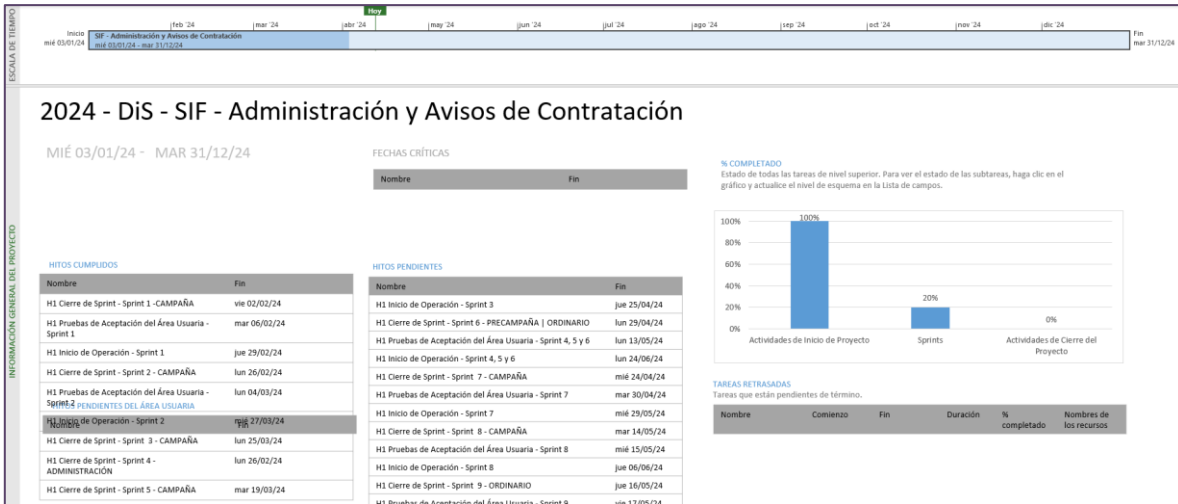 ESCALA DE TIEMPO
Hoy
feb '24 mar '24 abr '24 may '24 jun '24 jul '24 ago '24 sep '24 oct '24 nov '24 dic '24
Inicio
mié 03/01/24
SIF - Administración y Avisos de Contratación
mié 03/01/24 - mar 31/12/24
Fin
mar 31/12/24
INFORMACIÓN GENERAL DEL PROYECTO
2024 - DiS - SIF - Administración y Avisos de Contratación
MIÉ 03/01/24 - MAR 31/12/24
FECHAS CRÍTICAS
Nombre Fin
% COMPLETADO
Estado de todas las tareas de nivel superior. Para ver el estado de las subtareas, haga clic en el
gráfico y actualice el nivel de esquema en la Lista de campos.
100%
80%
60%
40%
20%
0%
100%
20%
0%
Actividades de Inicio de Proyecto
Sprints
Actividades de Cierre del
Proyecto
HITOS CUMPLIDOS
Nombre Fin
H1 Cierre de Sprint - Sprint 1 -CAMPAÑA vie 02/02/24
H1 Pruebas de Aceptación del Área Usuaria - mar 06/02/24
Sprint 1
H1 Inicio de Operación - Sprint 1 jue 29/02/24
H1 Cierre de Sprint - Sprint 2 - CAMPAÑA lun 26/02/24
H1 Pruebas de Aceptación del Área Usuaria - lun 04/03/24
Sprint 2
HITOS PENDIENTES DEL ÁREA USUARIA
Nombre Fin
H1 Inicio de Operación - Sprint 2 mié 27/03/24
H1 Cierre de Sprint - Sprint 3 - CAMPAÑA lun 25/03/24
H1 Cierre de Sprint - Sprint 4 - lun 26/02/24
ADMINISTRACIÓN
H1 Cierre de Sprint - Sprint 5 - CAMPAÑA mar 19/03/24
HITOS PENDIENTES
Nombre Fin
H1 Inicio de Operación - Sprint 3 jue 25/04/24
H1 Cierre de Sprint - Sprint 6 - PRECAMPAÑA | ORDINARIO lun 29/04/24
H1 Pruebas de Aceptación del Área Usuaria - Sprint 4, 5 y 6 lun 13/05/24
H1 Inicio de Operación - Sprint 4, 5 y 6 lun 24/06/24
H1 Cierre de Sprint - Sprint 7 - CAMPAÑA mié 24/04/24
H1 Pruebas de Aceptación del Área Usuaria - Sprint 7 mar 30/04/24
H1 Inicio de Operación - Sprint 7 mié 29/05/24
H1 Cierre de Sprint - Sprint 8 - CAMPAÑA mar 14/05/24
H1 Pruebas de Aceptación del Área Usuaria - Sprint 8 mié 15/05/24
H1 Inicio de Operación - Sprint 8 jue 06/06/24
H1 Cierre de Sprint - Sprint 9 - ORDINARIO jue 16/05/24
H1 Pruebas de Aceptación del Área Usuaria - Sprint 9 vie 17/05/24
TAREAS RETRASADAS
Tareas que están pendientes de término.
Nombre Comienzo Fin Duración % Nombres de
completado los recursos